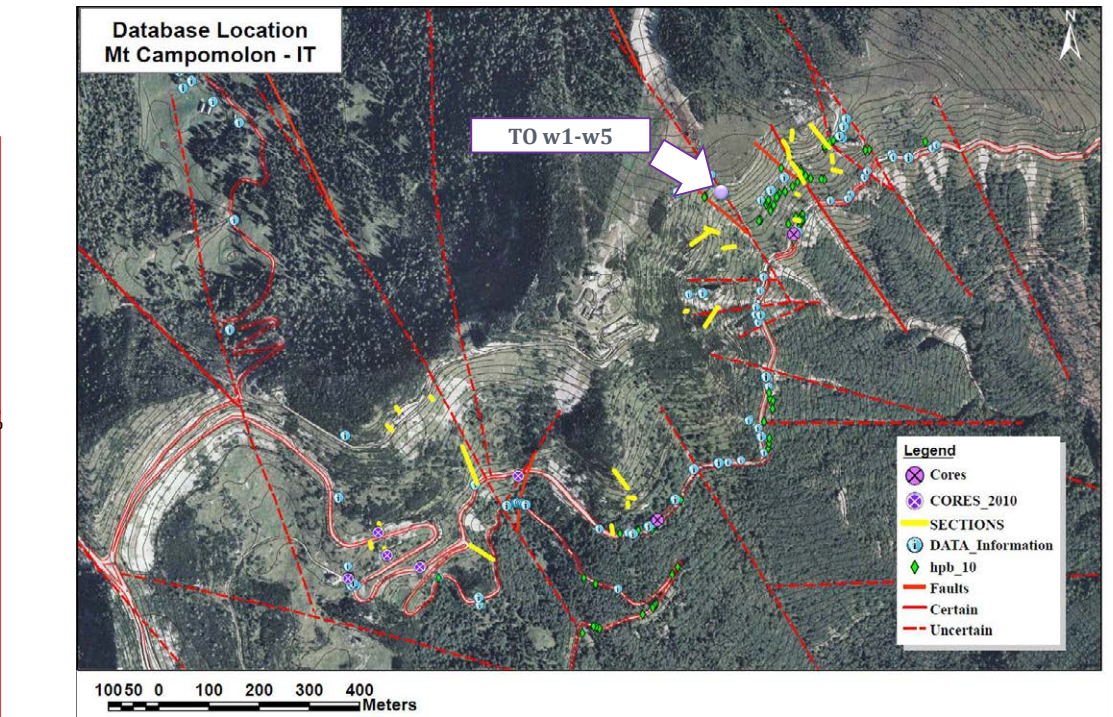 Database Location
Mt Campomolon - IT
N
TO w1-w5
Legend
Cores
CORES_2010
SECTIONS
DATA_Information
hpb_10
Faults
Certain
Uncertain
100 50 0 100 200 300 400
Meters